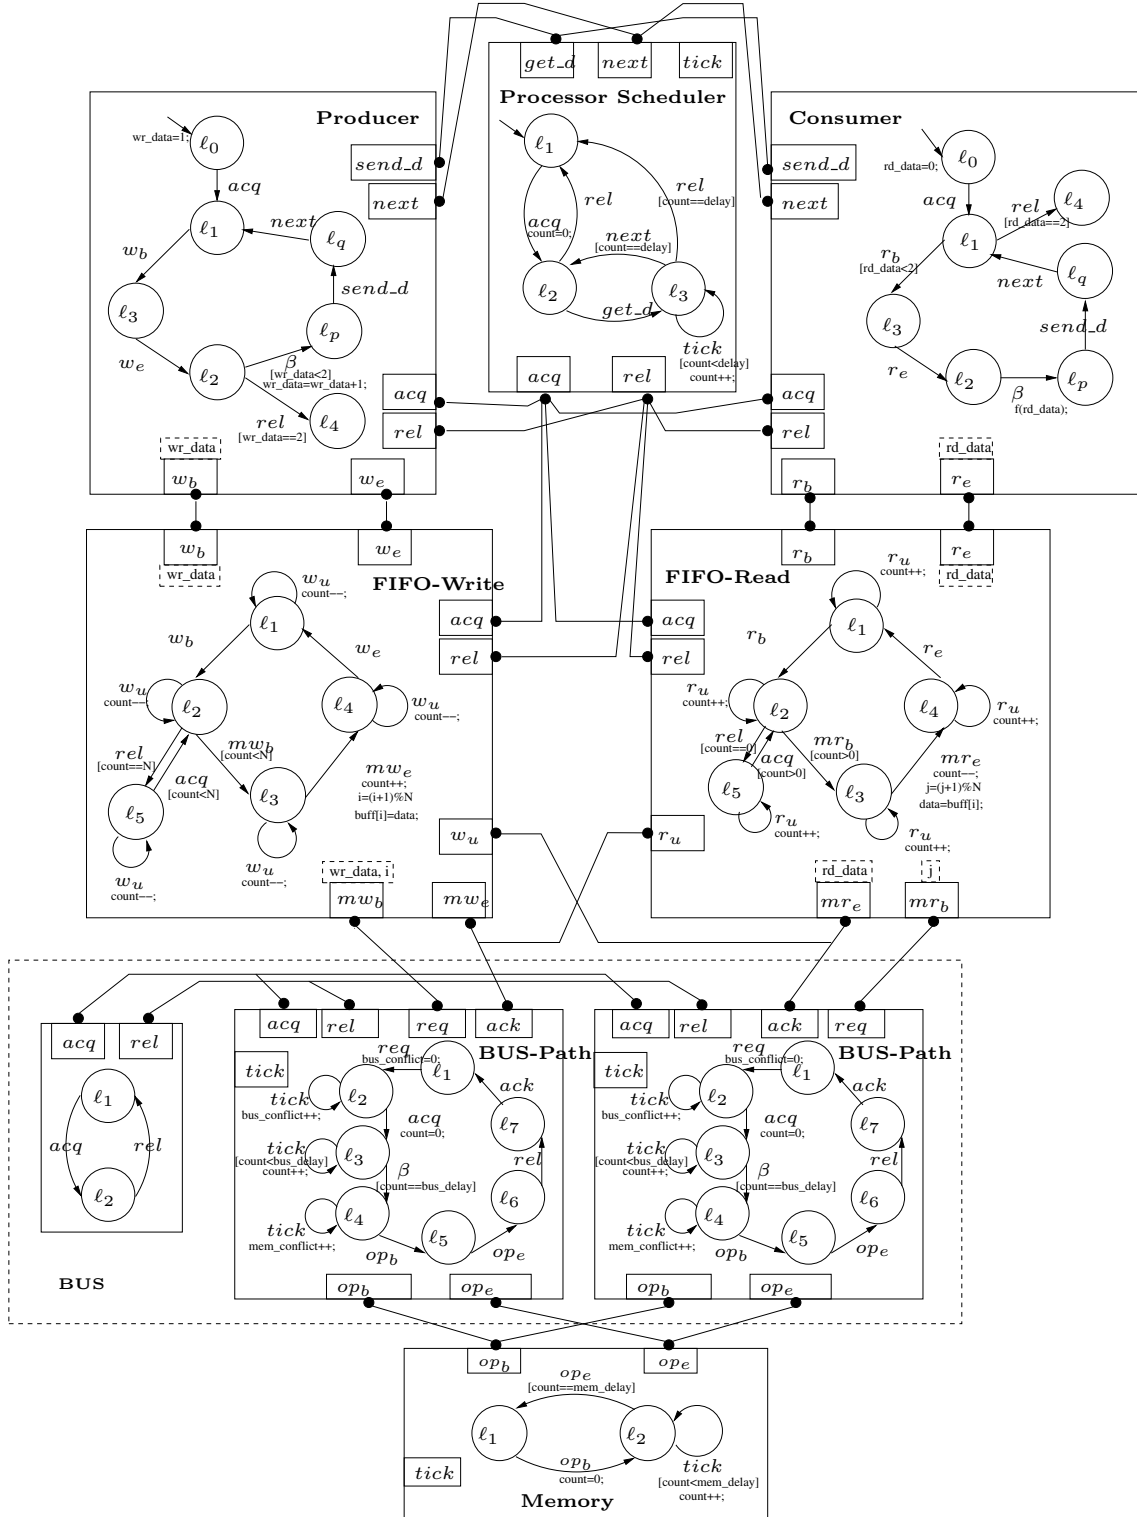 get_d next tick
Processor Scheduler
ℓ1
rel
acq
count=0;
rel
[count==delay]
next
[count==delay]
ℓ2
ℓ3
get_d
tick
[count<delay]
count++;
acq rel
Producer
wr_data=1;
ℓ0
acq
ℓ1
next
ℓq
w_b
send_d
ℓ3
ℓp
w_e
ℓ2
β
[wr_data<2]
wr_data=wr_data+1;
rel
[wr_data==2]
ℓ4
send_d
next
acq
rel
wr_data
w_b w_e
Consumer
rd_data=0;
ℓ0
acq
rel
[rd_data==2]
ℓ4
ℓ1
r_b
[rd_data<2]
next
ℓq
ℓ3
send_d
r_e
ℓ2
β
f(rd_data);
ℓp
send_d
next
acq
rel
rd_data
r_b r_e
w_b w_e
wr_data
FIFO-Write
w_u
count--;
ℓ1
w_b
w_e
w_u
count--;
ℓ2
ℓ4
w_u
count--;
rel
[count==N]
mw_b
[count<N]
acq
[count<N]
mw_e
count++;
i=(i+1)%N
buff[i]=data;
ℓ5
ℓ3
w_u
count--;
w_u
count--;
acq
rel
w_u
wr_data, i
mw_b mw_e
r_b r_e
rd_data
FIFO-Read
r_u
count++;
ℓ1
r_b
r_e
r_u
count++;
ℓ2
ℓ4
r_u
count++;
rel
[count==0]
acq
[count>0]
mr_b
[count>0]
mr_e
count--;
j=(j+1)%N
data=buff[i];
ℓ5
ℓ3
r_u
count++;
r_u
count++;
acq
rel
r_u
rd_data j
mr_e mr_b
acq rel
ℓ1
acq rel
ℓ2
BUS
acq rel req ack
BUS-Path
tick
req
bus_conflict=0;
ℓ1
tick
bus_conflict++;
ℓ2
ack
acq
count=0;
ℓ7
tick
[count<bus_delay]
count++;
ℓ3
rel
β
[count==bus_delay]
ℓ6
tick
mem_conflict++;
ℓ4
ℓ5
op_b
op_e
op_b op_e
acq rel ack req
BUS-Path
tick
req
bus_conflict=0;
ℓ1
tick
bus_conflict++;
ℓ2
ack
acq
count=0;
ℓ7
tick
[count<bus_delay]
count++;
ℓ3
rel
β
[count==bus_delay]
ℓ6
tick
mem_conflict++;
ℓ4
ℓ5
op_b
op_e
op_b op_e
op_b op_e
op_e
[count==mem_delay]
ℓ1
ℓ2
op_b
count=0;
tick
[count<mem_delay]
count++;
tick
Memory